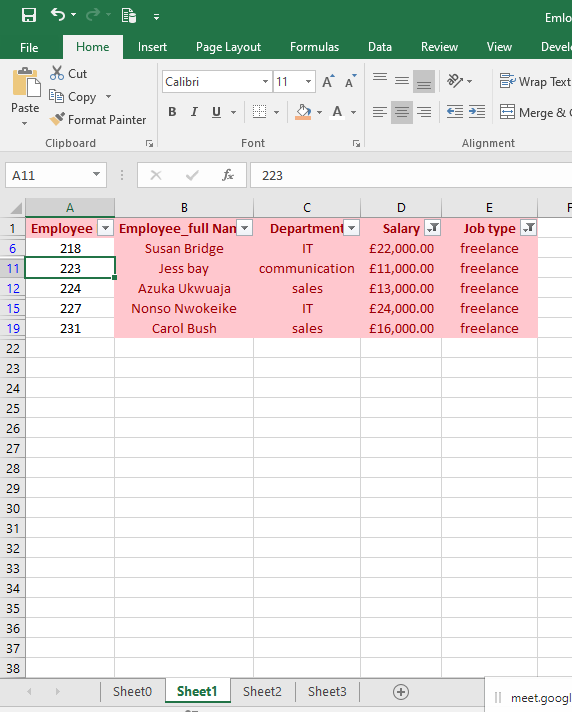 Emlo
File Home Insert Page Layout Formulas Data Review View Devel
Paste Cut Copy Format Painter
Calibri 11 A A Wrap Text
B I U A Merge & C
Clipboard Font Alignment
A11 fx 223
A B C D E F
1 Employee Employee_full Nan Department Salary Job type
6 218 Susan Bridge IT £22,000.00 freelance
11 223 Jess bay communication £11,000.00 freelance
12 224 Azuka Ukwuaja sales £13,000.00 freelance
15 227 Nonso Nwokeike IT £24,000.00 freelance
19 231 Carol Bush sales £16,000.00 freelance
22
23
24
25
26
27
28
29
30
31
32
33
34
35
36
37
38
Sheet0 Sheet1 Sheet2 Sheet3
meet.googl